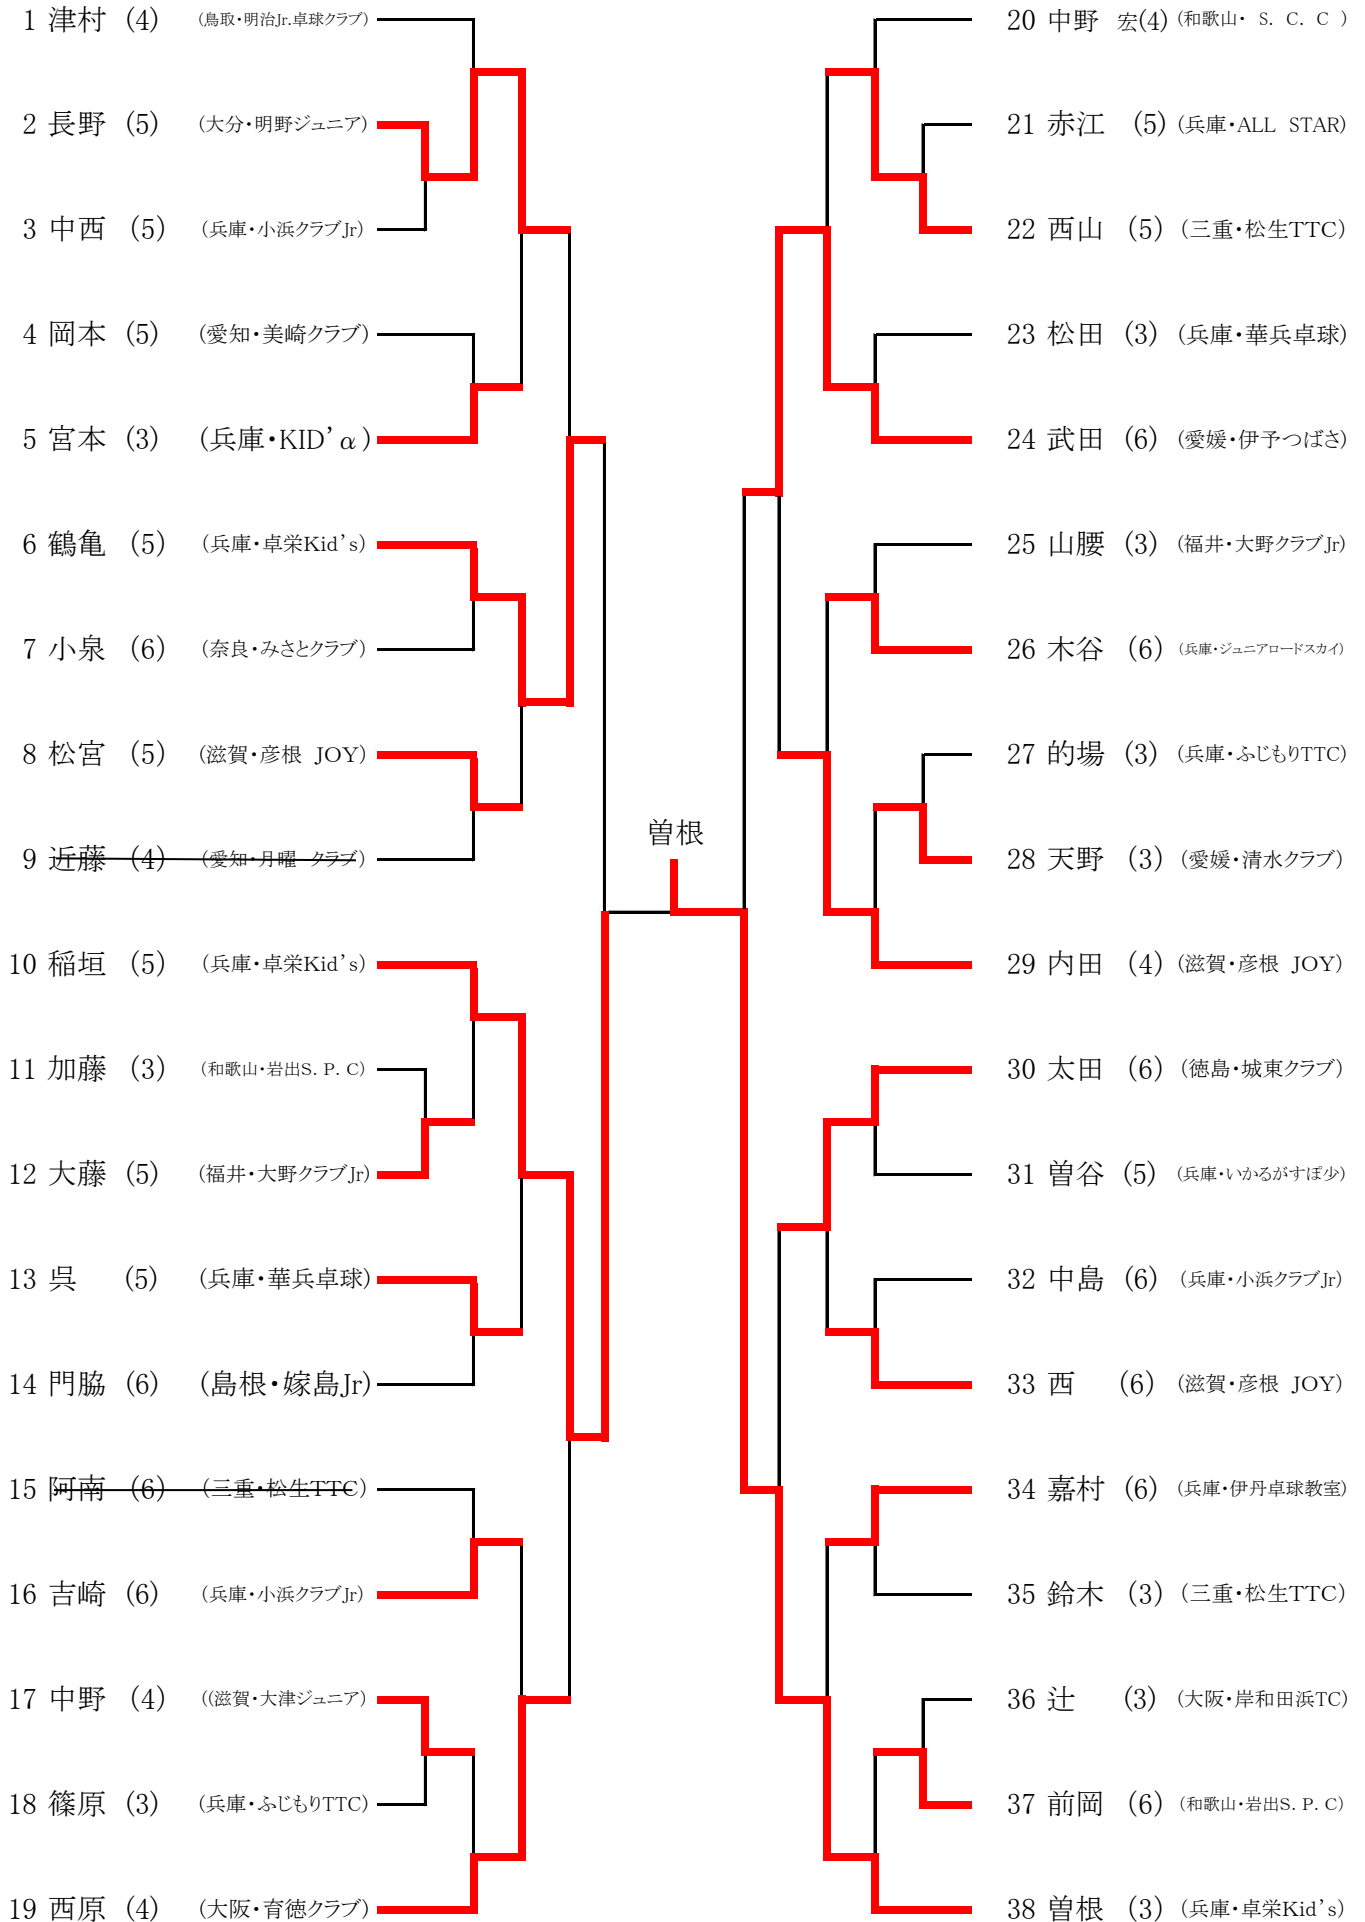 1 津村 (4) (鳥取・明治Jr.卓球クラブ)
2 長野 (5) (大分・明野ジュニア)
3 中西 (5) (兵庫・小浜クラブJr)
4 岡本 (5) (愛知・美崎クラブ)
5 宮本 (3) (兵庫・KID’α)
6 鶴亀 (5) (兵庫・卓栄Kid’s)
7 小泉 (6) (奈良・みさとクラブ)
8 松宮 (5) (滋賀・彦根 JOY)
9 近藤 (4) (愛知・月曜 クラブ)
10 稲垣 (5) (兵庫・卓栄Kid’s)
11 加藤 (3) (和歌山・岩出S.P.C)
12 大藤 (5) (福井・大野クラブJr)
13 呉 (5) (兵庫・華兵卓球)
14 門脇 (6) (島根・嫁島Jr)
15 阿南 (6) (三重・松生TTC)
16 吉崎 (6) (兵庫・小浜クラブJr)
17 中野 (4) ((滋賀・大津ジュニア)
18 篠原 (3) (兵庫・ふじもりTTC)
19 西原 (4) (大阪・育徳クラブ)
曽根
20 中野 宏(4) (和歌山・ S. C. C )
21 赤江 (5) (兵庫・ALL STAR)
22 西山 (5) (三重・松生TTC)
23 松田 (3) (兵庫・華兵卓球)
24 武田 (6) (愛媛・伊予つばさ)
25 山腰 (3) (福井・大野クラブJr)
26 木谷 (6) (兵庫・ジュニアロードスカイ)
27 的場 (3) (兵庫・ふじもりTTC)
28 天野 (3) (愛媛・清水クラブ)
29 内田 (4) (滋賀・彦根 JOY)
30 太田 (6) (徳島・城東クラブ)
31 曽谷 (5) (兵庫・いかるがすぽ少)
32 中島 (6) (兵庫・小浜クラブJr)
33 西 (6) (滋賀・彦根 JOY)
34 嘉村 (6) (兵庫・伊丹卓球教室)
35 鈴木 (3) (三重・松生TTC)
36 辻 (3) (大阪・岸和田浜TC)
37 前岡 (6) (和歌山・岩出S.P.C)
38 曽根 (3) (兵庫・卓栄Kid’s)